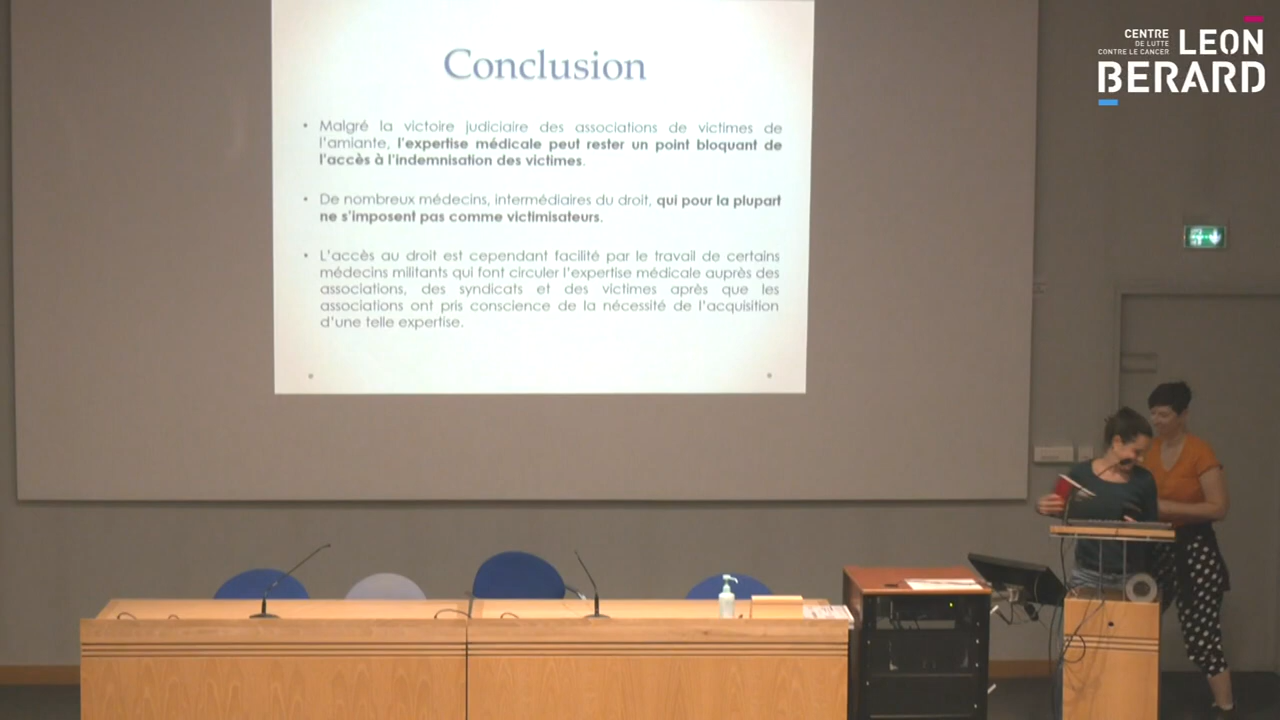 CENTRE
DE LUTTE
CONTRE LE CANCER
LEON
BERARD
Conclusion
• Malgré la victoire judiciaire des associations de victimes de
l'amiante, l'expertise médicale peut rester un point bloquant de
l'accès à l'indemnisation des victimes.
• De nombreux médecins, intermédiaires du droit, qui pour la plupart
ne s'imposent pas comme victimisateurs.
• L'accès au droit est cependant facilité par le travail de certains
médecins militants qui font circuler l'expertise médicale auprès des
associations, des syndicats et des victimes après que les
associations ont pris conscience de la nécessité de l'acquisition
d'une telle expertise.